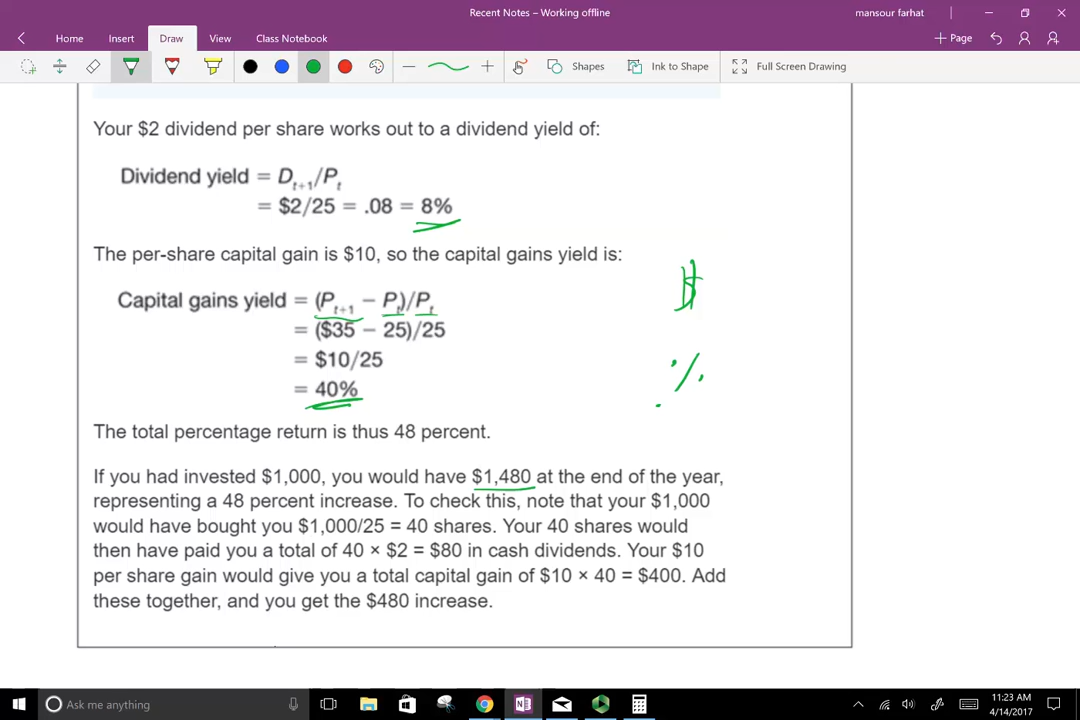 Recent Notes – Working offline
mansour farhat
Home Insert Draw View Class Notebook
Page
Shapes Ink to Shape Full Screen Drawing
Your $2 dividend per share works out to a dividend yield of:
Dividend yield = Dt+1/Pt
= $2/25 = .08 = 8%
The per-share capital gain is $10, so the capital gains yield is:
$
Capital gains yield = (Pt+1 − Pt)/Pt
= ($35 − 25)/25
= $10/25
%
= 40%
The total percentage return is thus 48 percent.
If you had invested $1,000, you would have $1,480 at the end of the year,
representing a 48 percent increase. To check this, note that your $1,000
would have bought you $1,000/25 = 40 shares. Your 40 shares would
then have paid you a total of 40 × $2 = $80 in cash dividends. Your $10
per share gain would give you a total capital gain of $10 × 40 = $400. Add
these together, and you get the $480 increase.
Ask me anything
11:23 AM
4/14/2017